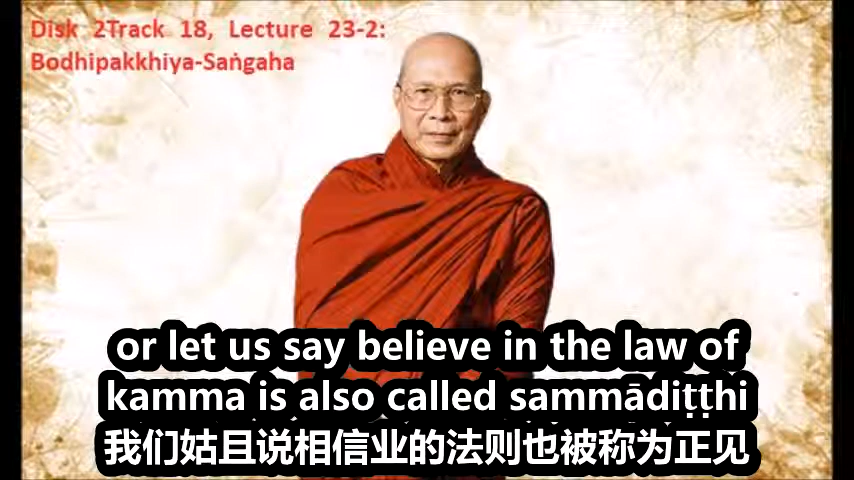 Disk 2Track 18, Lecture 23-2:
Bodhipakkhiya-Saṅgaha
or let us say believe in the law of
kamma is also called sammādiṭṭhi
我们姑且说相信业的法则也被称为正见